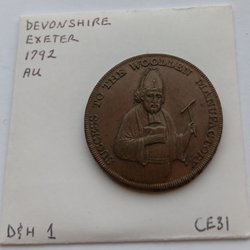 DEVONSHIRE
EXETER
1792
AU
SUCCESS TO THE WOOLLEN MANUFACTORY
D&H 1
CE31